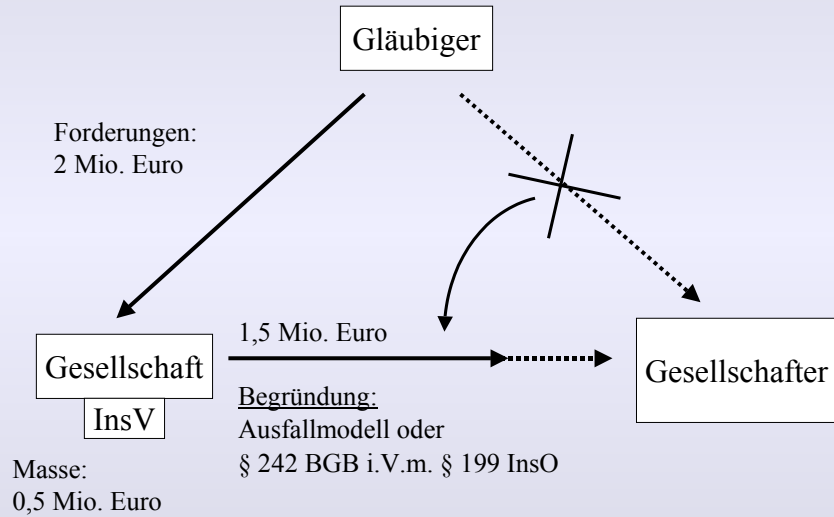 Gläubiger
Forderungen:
2 Mio. Euro
1,5 Mio. Euro
Gesellschaft
Gesellschafter
InsV
Begründung:
Ausfallmodell oder
§ 242 BGB i.V.m. § 199 InsO
Masse:
0,5 Mio. Euro